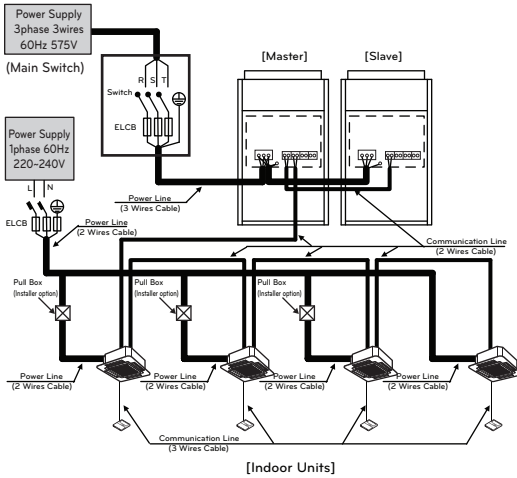 Power Supply
3phase 3wires
60Hz 575V
(Main Switch)
R S T
Switch
ELCB
[Master]
[Slave]
Power Supply
1phase 60Hz
220-240V
L N
ELCB
Power Line
(2 Wires Cable)
Power Line
(3 Wires Cable)
Communication Line
(2 Wires Cable)
Pull Box
(Installer option)
Pull Box
(Installer option)
Pull Box
(Installer option)
Power Line
(2 Wires Cable)
Power Line
(2 Wires Cable)
Power Line
(2 Wires Cable)
Power Line
(2 Wires Cable)
Communication Line
(3 Wires Cable)
[Indoor Units]